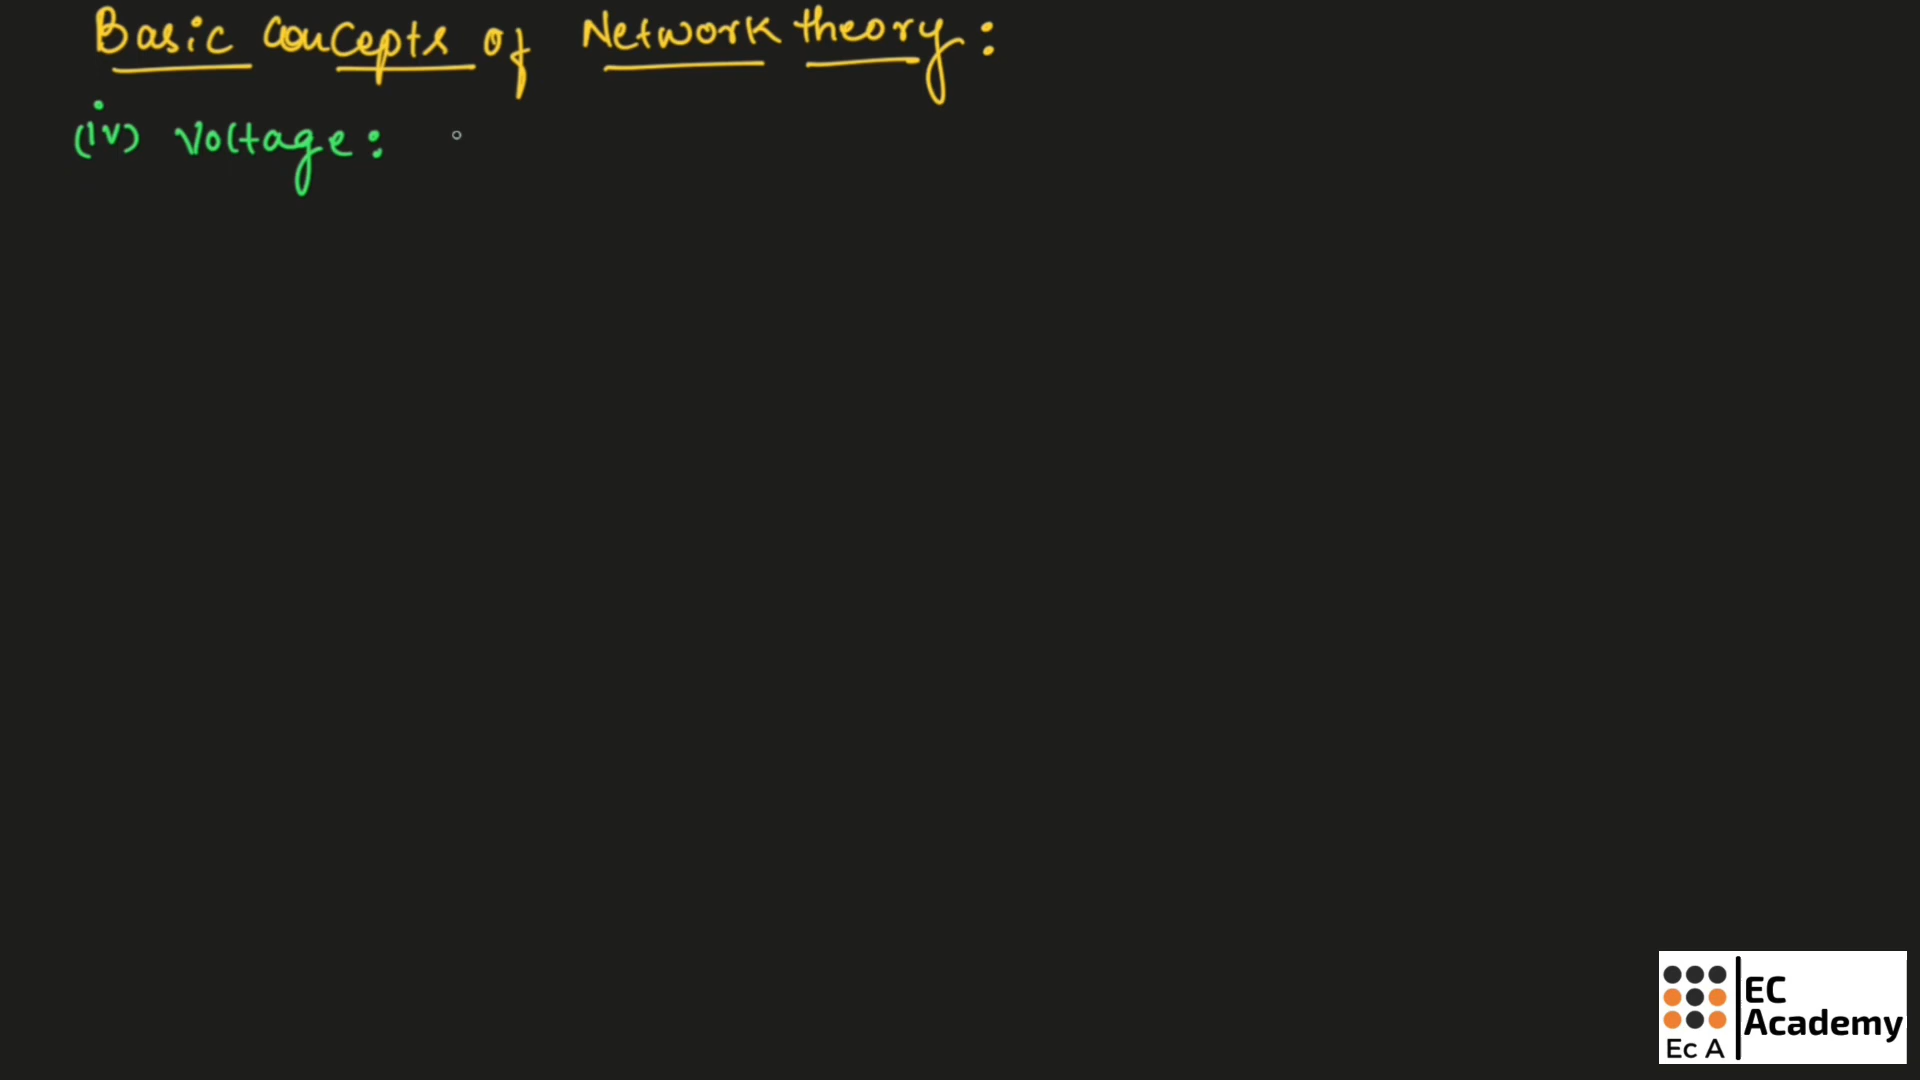 Basic concepts of Network theory:
(iv) Voltage:
EC
Academy
Ec A